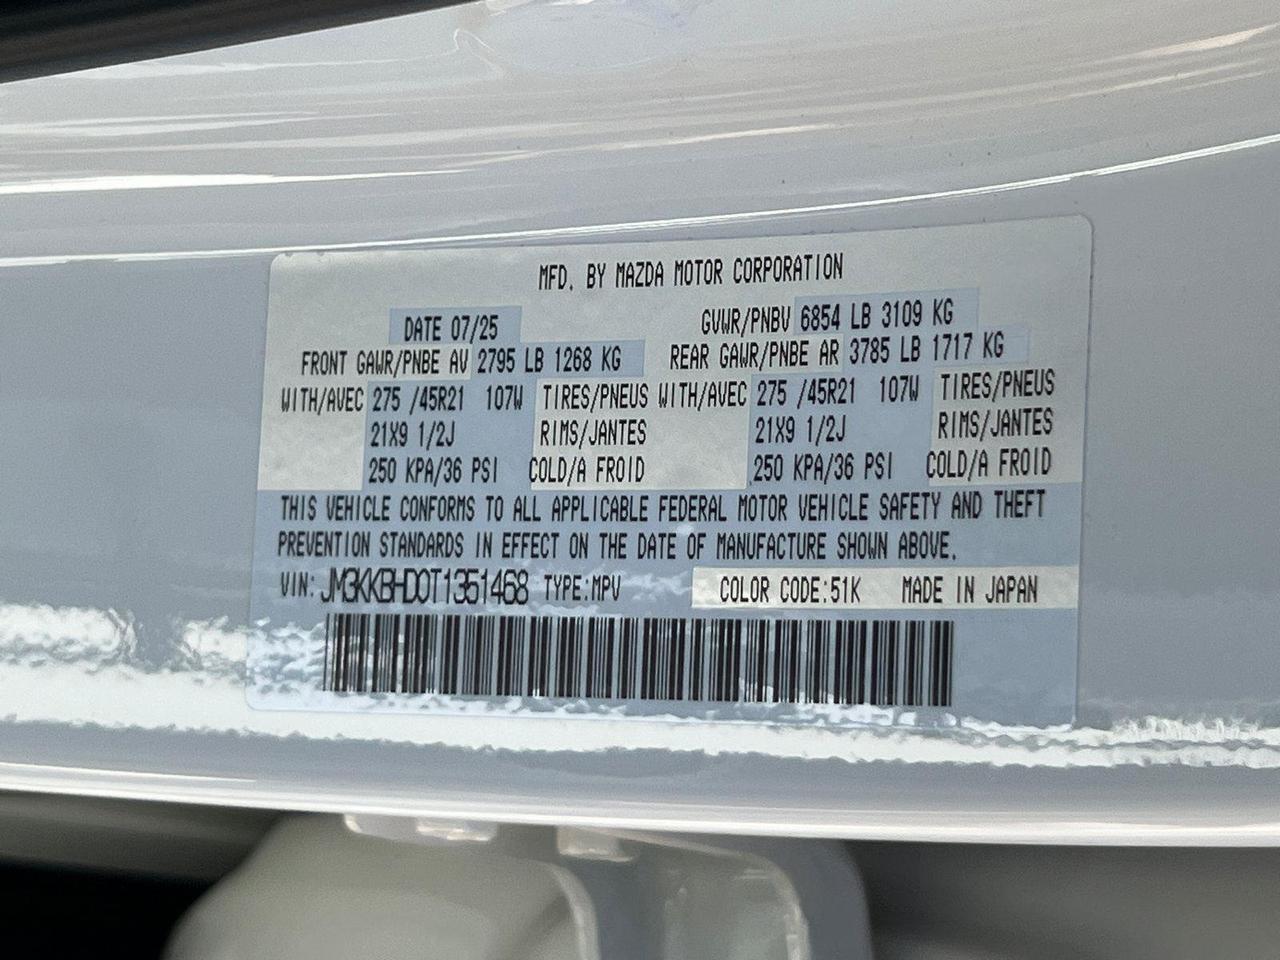 MFD. BY MAZDA MOTOR CORPORATION
DATE 07/25 GVWR/PNBV 6854 LB 3109 KG
FRONT GAWR/PNBE AV 2795 LB 1268 KG REAR GAWR/PNBE AR 3785 LB 1717 KG
WITH/AVEC 275 /45R21 107W TIRES/PNEUS WITH/AVEC 275 /45R21 107W TIRES/PNEUS
21X9 1/2J RIMS/JANTES 21X9 1/2J RIMS/JANTES
250 KPA/36 PSI COLD/A FROID 250 KPA/36 PSI COLD/A FROID
THIS VEHICLE CONFORMS TO ALL APPLICABLE FEDERAL MOTOR VEHICLE SAFETY AND THEFT
PREVENTION STANDARDS IN EFFECT ON THE DATE OF MANUFACTURE SHOWN ABOVE.
VIN: JM3KKBHD0T1351468 TYPE:MPV COLOR CODE:51K MADE IN JAPAN